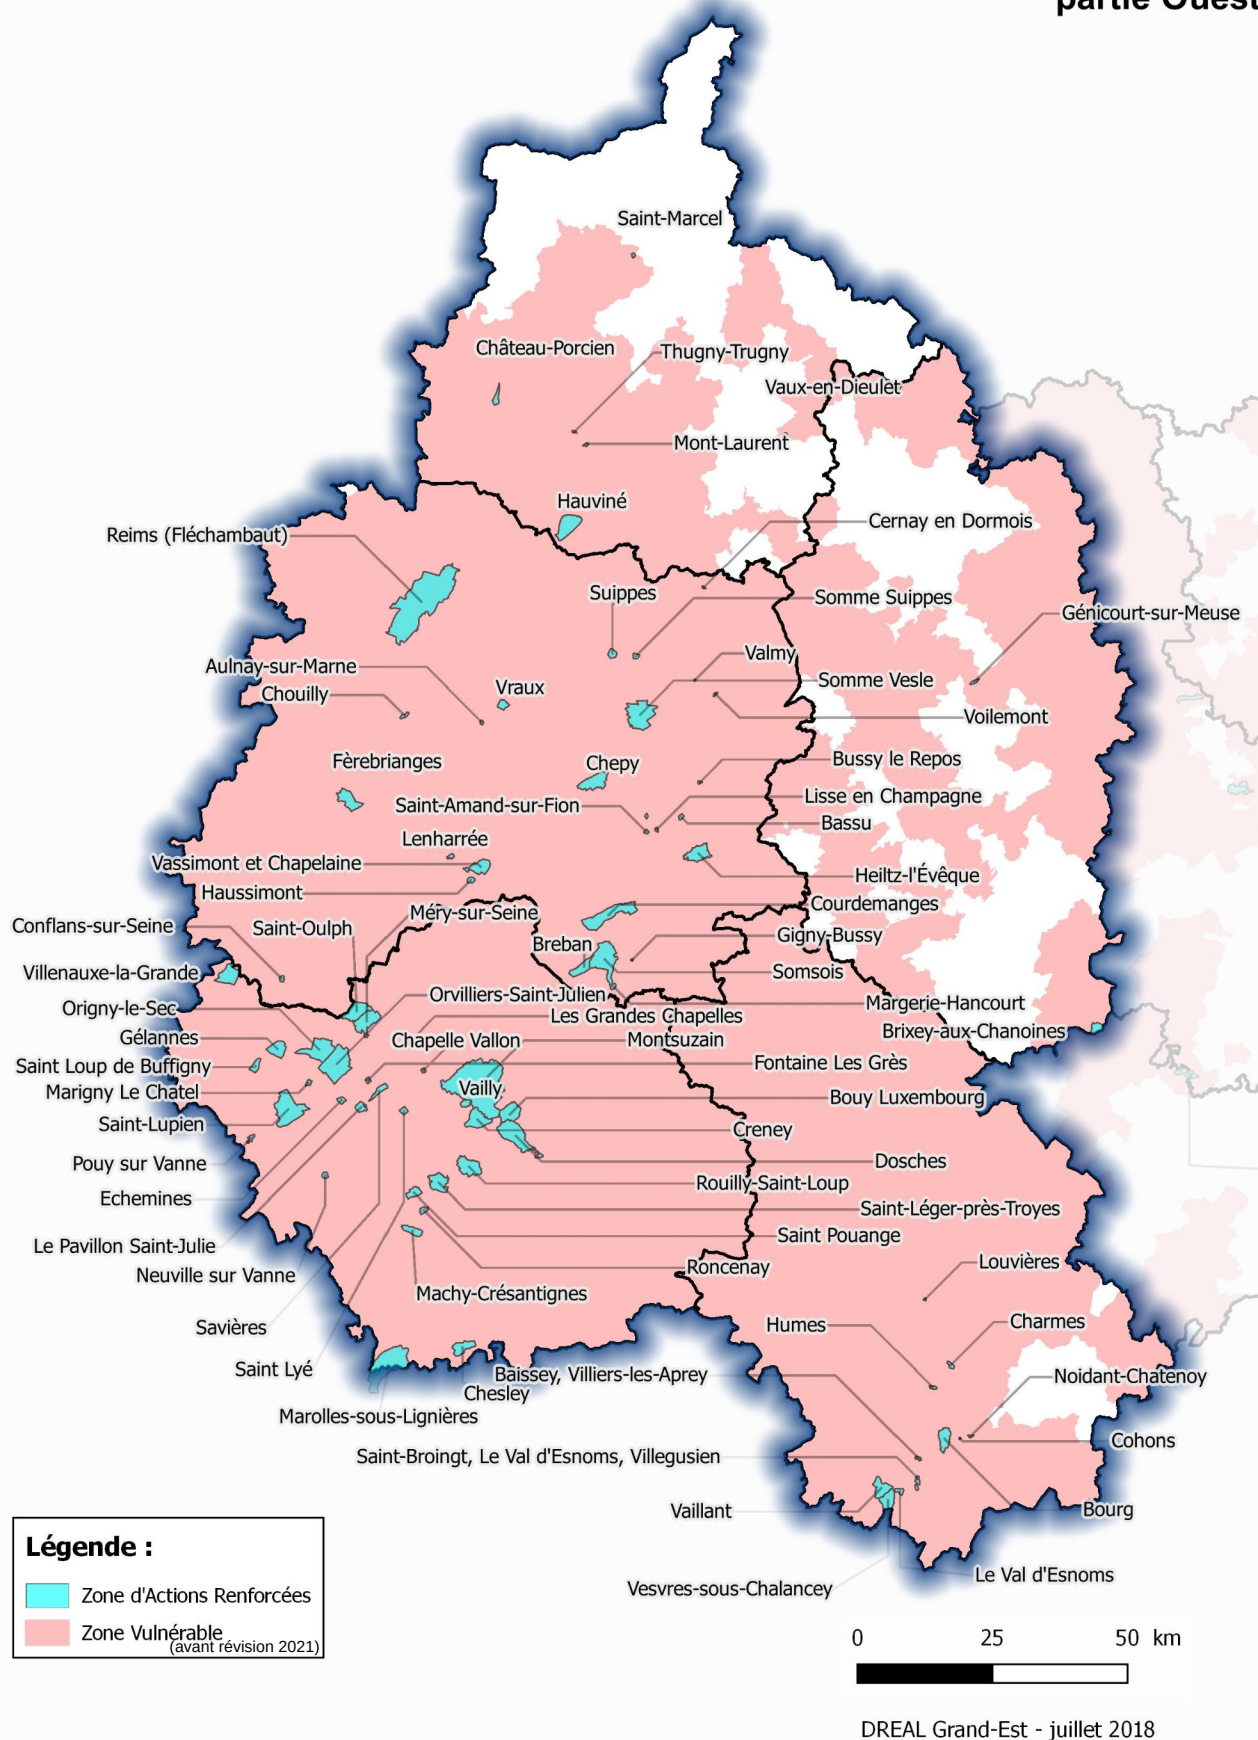 partie Ouest
Saint-Marcel
Château-Porcien
Thugny-Trugny
Vaux-en-Dieulet
Mont-Laurent
Hauviné
Cernay en Dormois
Reims (Fléchambaut)
Suippes
Somme Suippes
Génicourt-sur-Meuse
Valmy
Aulnay-sur-Marne
Somme Vesle
Chouilly
Vraux
Voilemont
Fèrebrianges
Chepy
Bussy le Repos
Lisse en Champagne
Saint-Amand-sur-Fion
Bassu
Lenharrée
Vassimont et Chapelaine
Heiltz-l'Évêque
Haussimont
Courdemanges
Méry-sur-Seine
Conflans-sur-Seine
Saint-Oulph
Gigny-Bussy
Breban
Villenauxe-la-Grande
Somsois
Orvilliers-Saint-Julien
Margerie-Hancourt
Origny-le-Sec
Les Grandes Chapelles
Brixey-aux-Chanoines
Gélannes
Chapelle Vallon
Montsuzain
Saint Loup de Buffigny
Fontaine Les Grès
Marigny Le Chatel
Vailly
Bouy Luxembourg
Saint-Lupien
Creney
Pouy sur Vanne
Dosches
Echemines
Rouilly-Saint-Loup
Saint-Léger-près-Troyes
Saint Pouange
Le Pavillon Saint-Julie
Louvières
Roncenay
Neuville sur Vanne
Machy-Crésantignes
Savières
Humes
Charmes
Saint Lyé
Baissey, Villiers-les-Aprey
Noidant-Chatenoy
Chesley
Marolles-sous-Lignières
Cohons
Saint-Broingt, Le Val d'Esnoms, Villegusien
Vaillant
Bourg
Le Val d'Esnoms
Vesvres-sous-Chalancey
Légende :
Zone d'Actions Renforcées
Zone Vulnérable
(avant révision 2021)
0 25 50 km
DREAL Grand-Est - juillet 2018